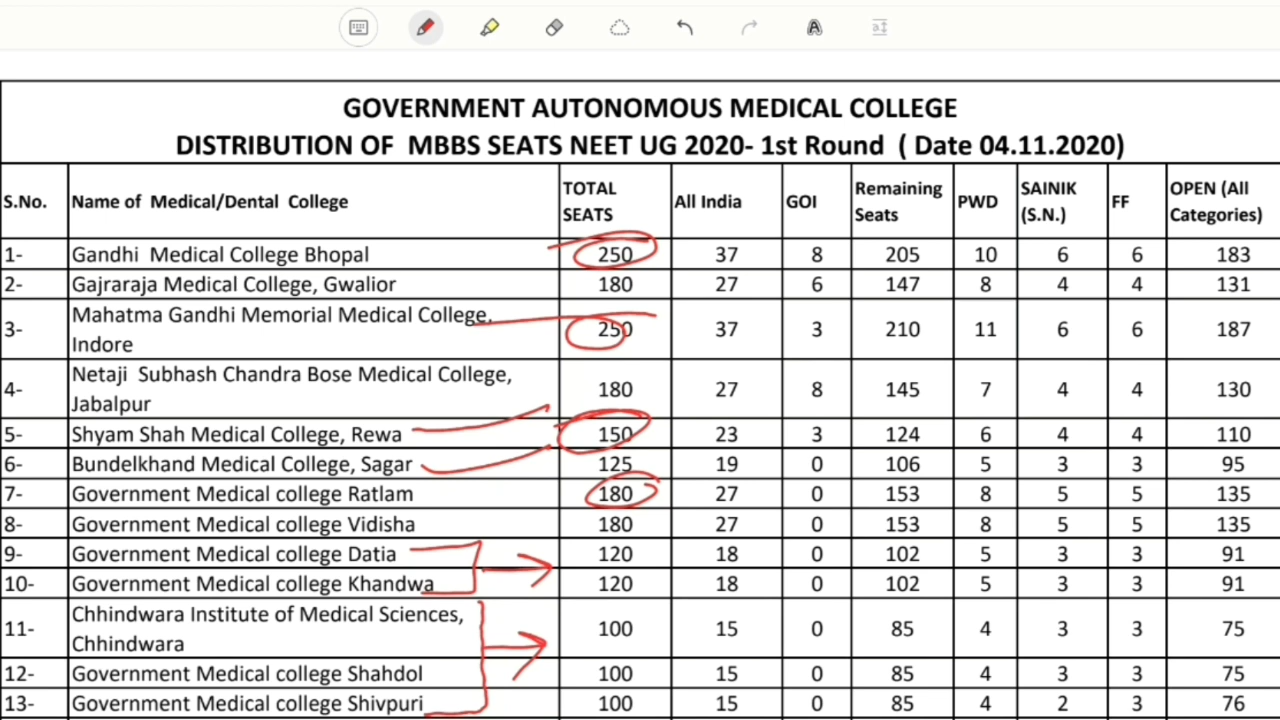 GOVERNMENT AUTONOMOUS MEDICAL COLLEGE
DISTRIBUTION OF MBBS SEATS NEET UG 2020- 1st Round ( Date 04.11.2020)
S.No. Name of Medical/Dental College TOTAL SEATS All India GOI Remaining Seats PWD SAINIK (S.N.) FF OPEN (All Categories)
1- Gandhi Medical College Bhopal 250 37 8 205 10 6 6 183
2- Gajraraja Medical College, Gwalior 180 27 6 147 8 4 4 131
3- Mahatma Gandhi Memorial Medical College, Indore 250 37 3 210 11 6 6 187
4- Netaji Subhash Chandra Bose Medical College, Jabalpur 180 27 8 145 7 4 4 130
5- Shyam Shah Medical College, Rewa 150 23 3 124 6 4 4 110
6- Bundelkhand Medical College, Sagar 125 19 0 106 5 3 3 95
7- Government Medical college Ratlam 180 27 0 153 8 5 5 135
8- Government Medical college Vidisha 180 27 0 153 8 5 5 135
9- Government Medical college Datia 120 18 0 102 5 3 3 91
10- Government Medical college Khandwa 120 18 0 102 5 3 3 91
11- Chhindwara Institute of Medical Sciences, Chhindwara 100 15 0 85 4 3 3 75
12- Government Medical college Shahdol 100 15 0 85 4 3 3 75
13- Government Medical college Shivpuri 100 15 0 85 4 2 3 76